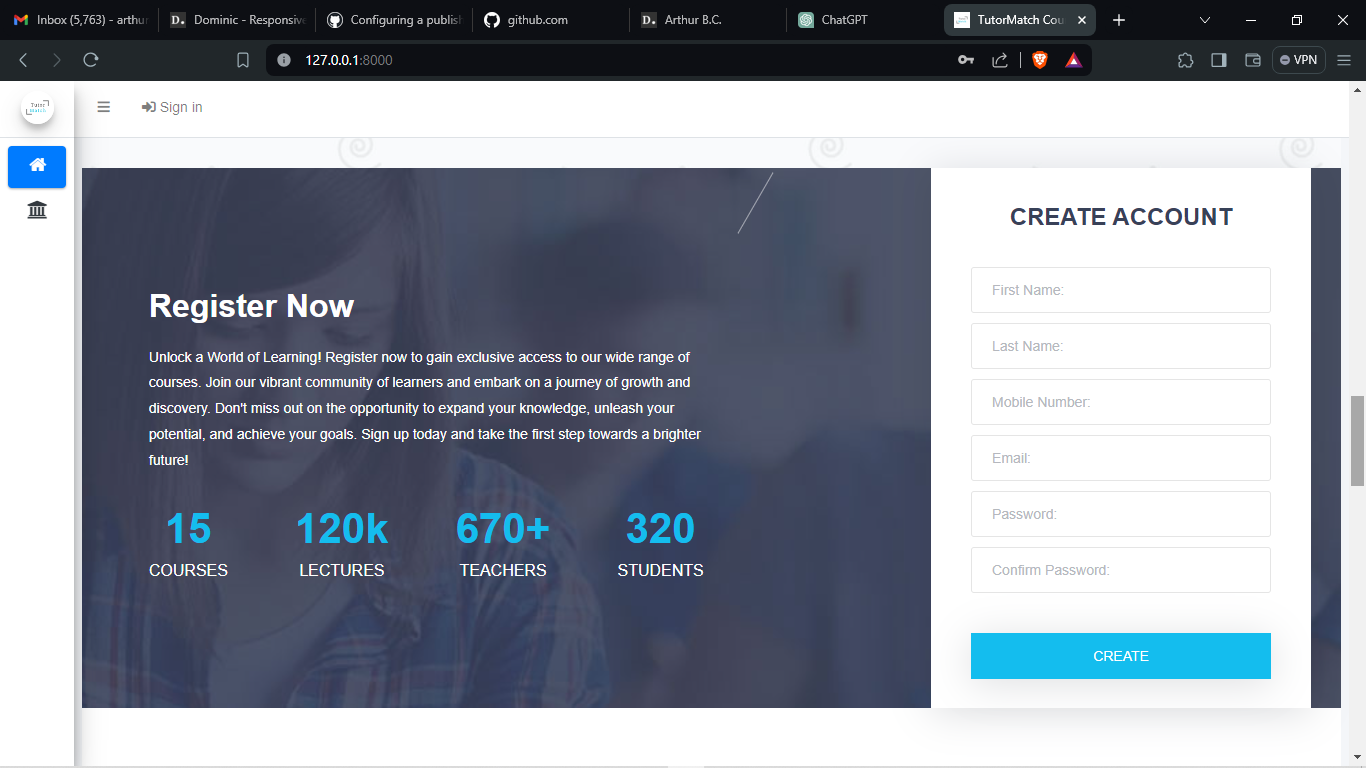 Inbox (5,763) - arthur
Dominic - Responsive
Configuring a publish
github.com
Arthur B.C.
ChatGPT
TutorMatch Cou
127.0.0.1:8000
VPN
Tutor
Match
Sign in
Register Now
Unlock a World of Learning! Register now to gain exclusive access to our wide range of
courses. Join our vibrant community of learners and embark on a journey of growth and
discovery. Don't miss out on the opportunity to expand your knowledge, unleash your
potential, and achieve your goals. Sign up today and take the first step towards a brighter
future!
15
COURSES
120k
LECTURES
670+
TEACHERS
320
STUDENTS
CREATE ACCOUNT
First Name:
Last Name:
Mobile Number:
Email:
Password:
Confirm Password:
CREATE